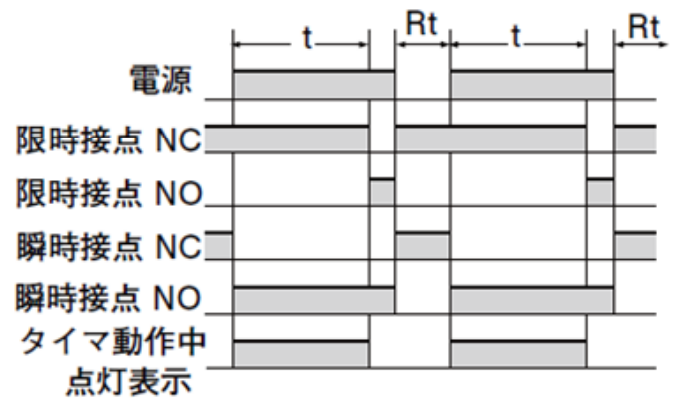 t Rt t Rt
電源
限時接点 NC
限時接点 NO
瞬時接点 NC
瞬時接点 NO
タイマ動作中
点灯表示